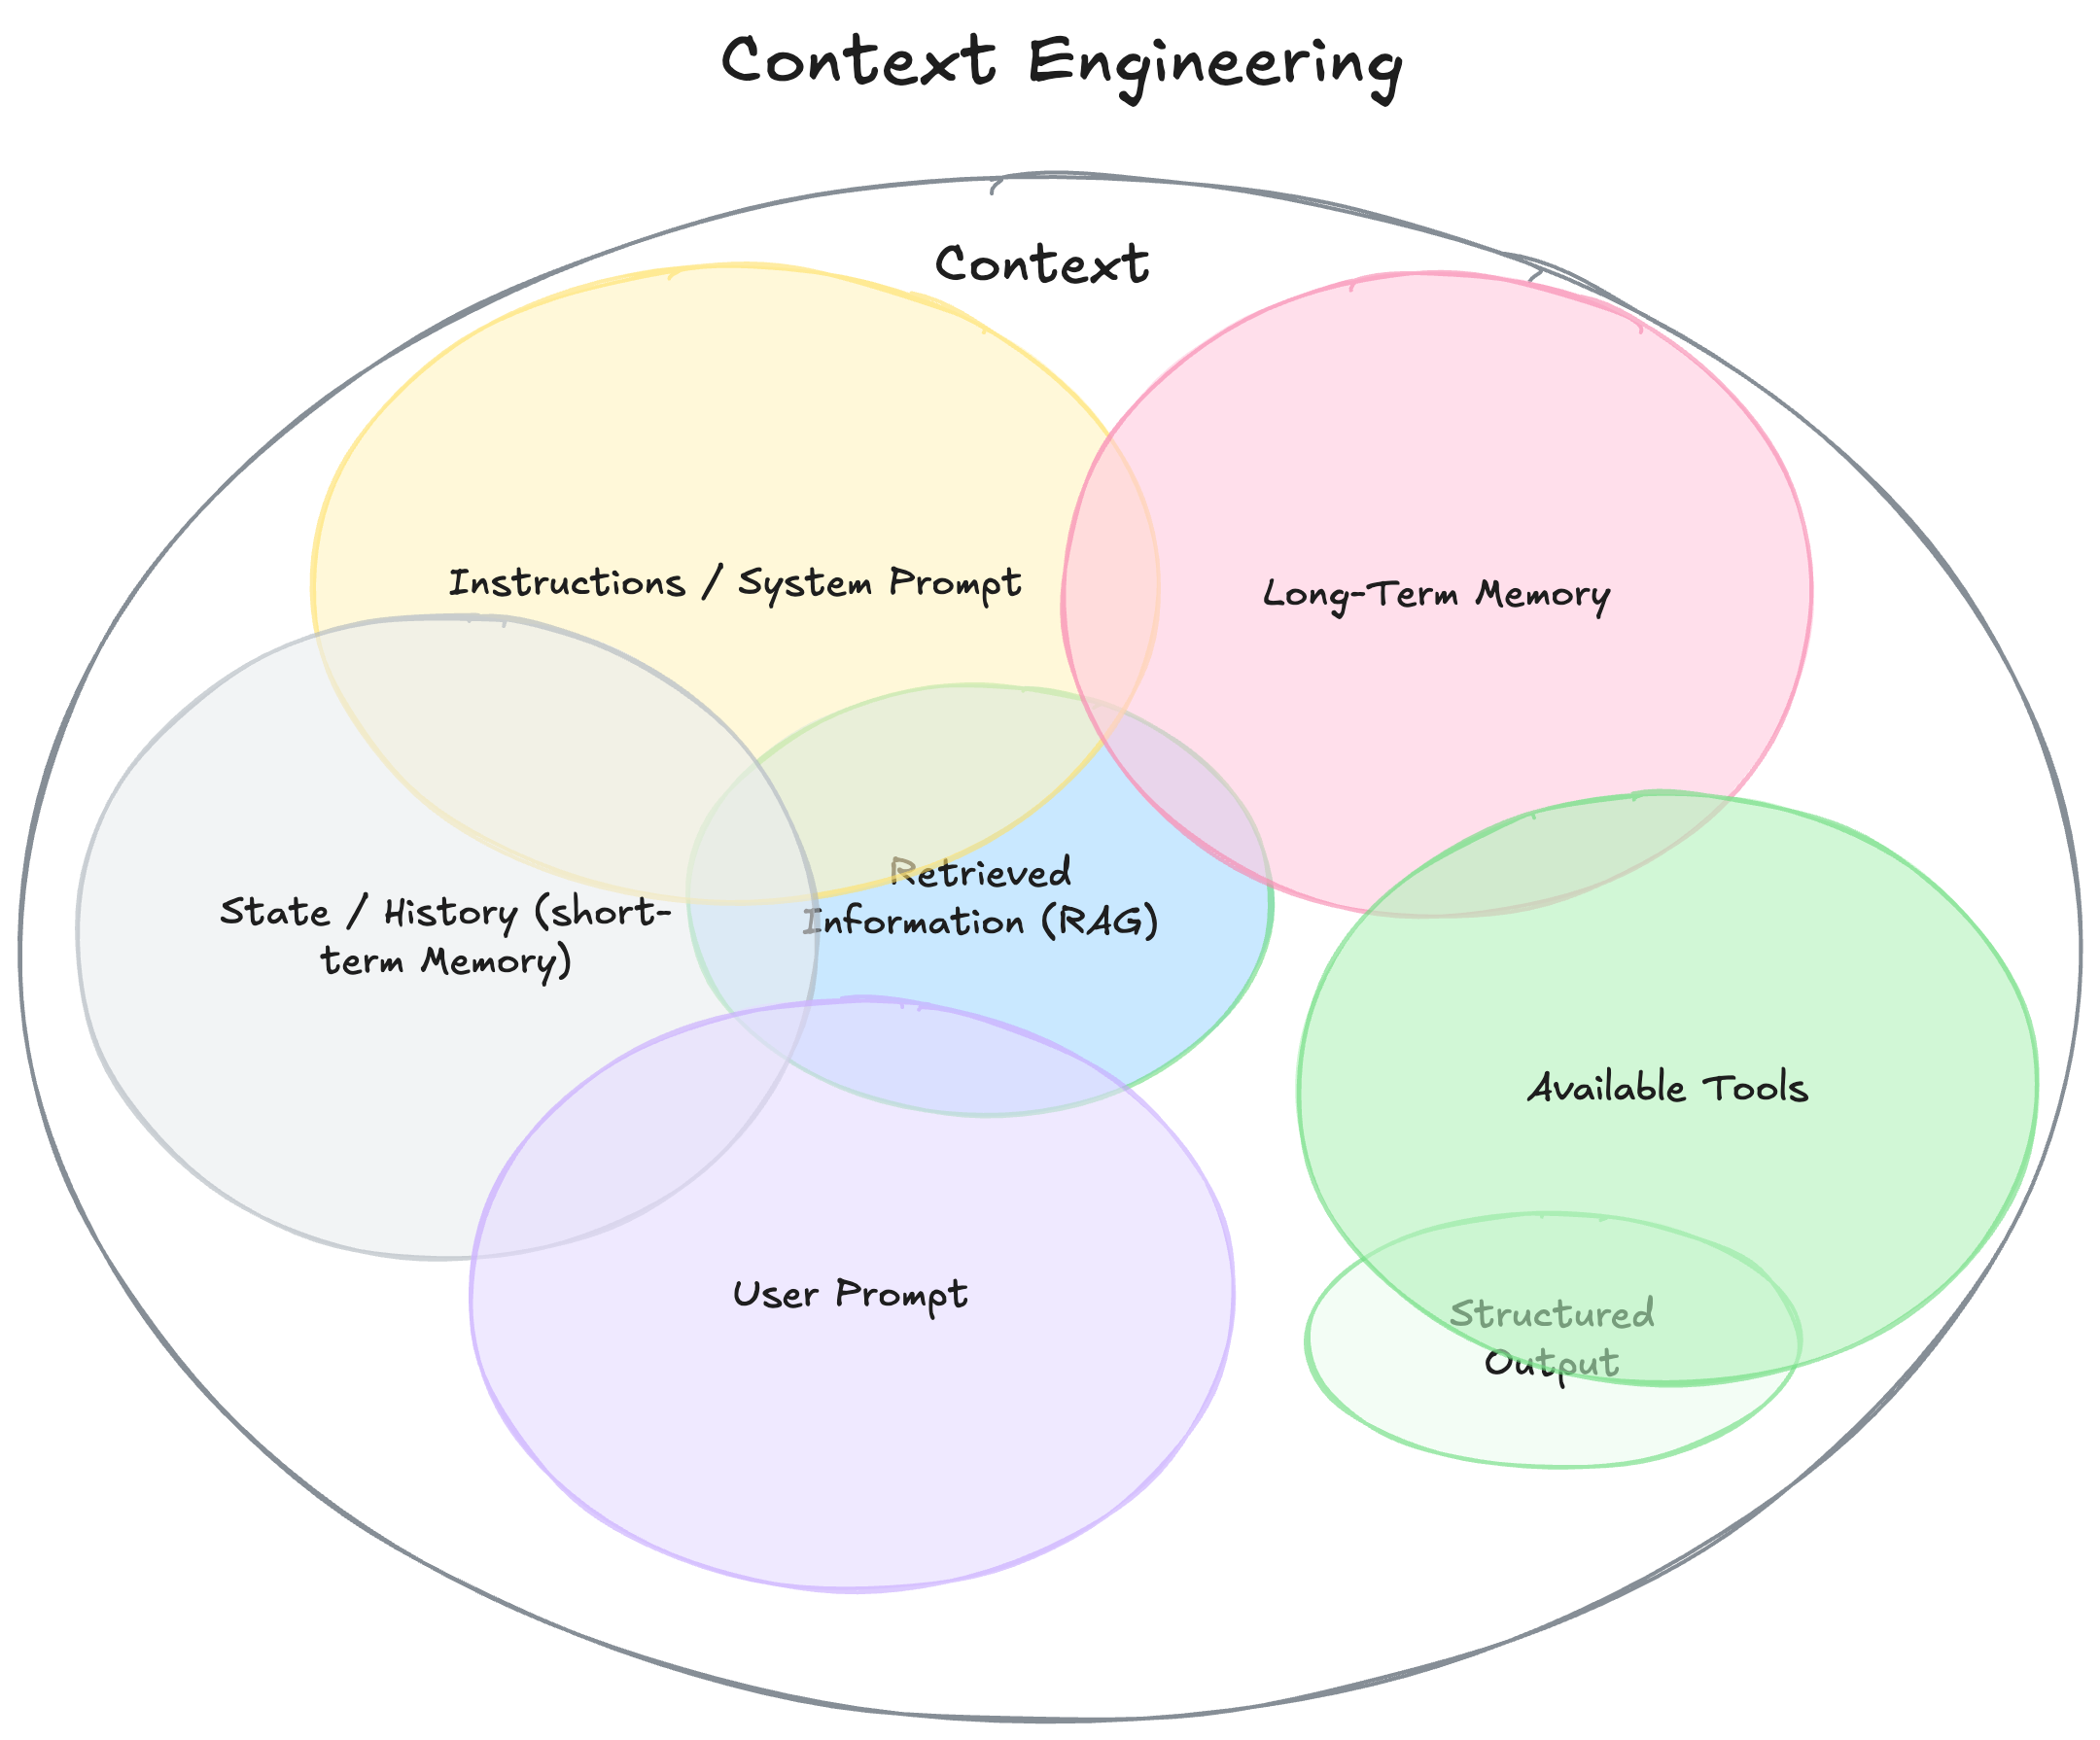 Context Engineering
Context
Instructions / System Prompt
Long-Term Memory
State / History (short-
term Memory)
Retrieved
Information (RAG)
Available Tools
User Prompt
Structured
Output